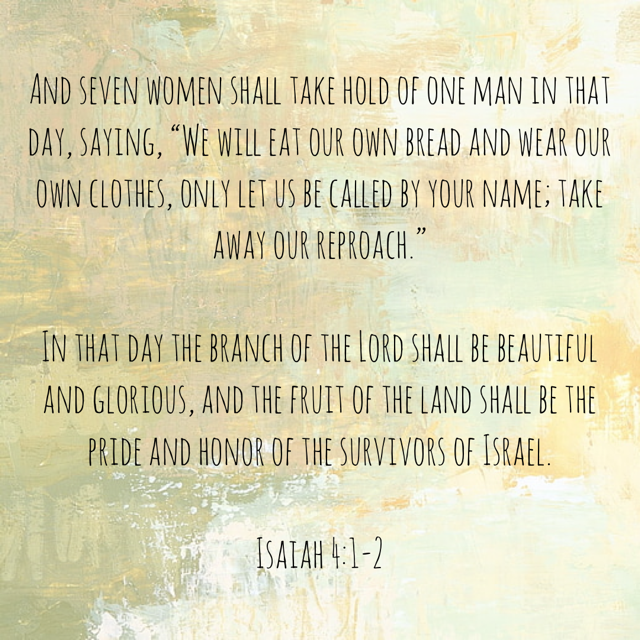 And seven women shall take hold of one man in that
day, saying, “We will eat our own bread and wear our
own clothes, only let us be called by your name; take
away our reproach.”
In that day the branch of the Lord shall be beautiful
and glorious, and the fruit of the land shall be the
pride and honor of the survivors of Israel.
Isaiah 4:1-2